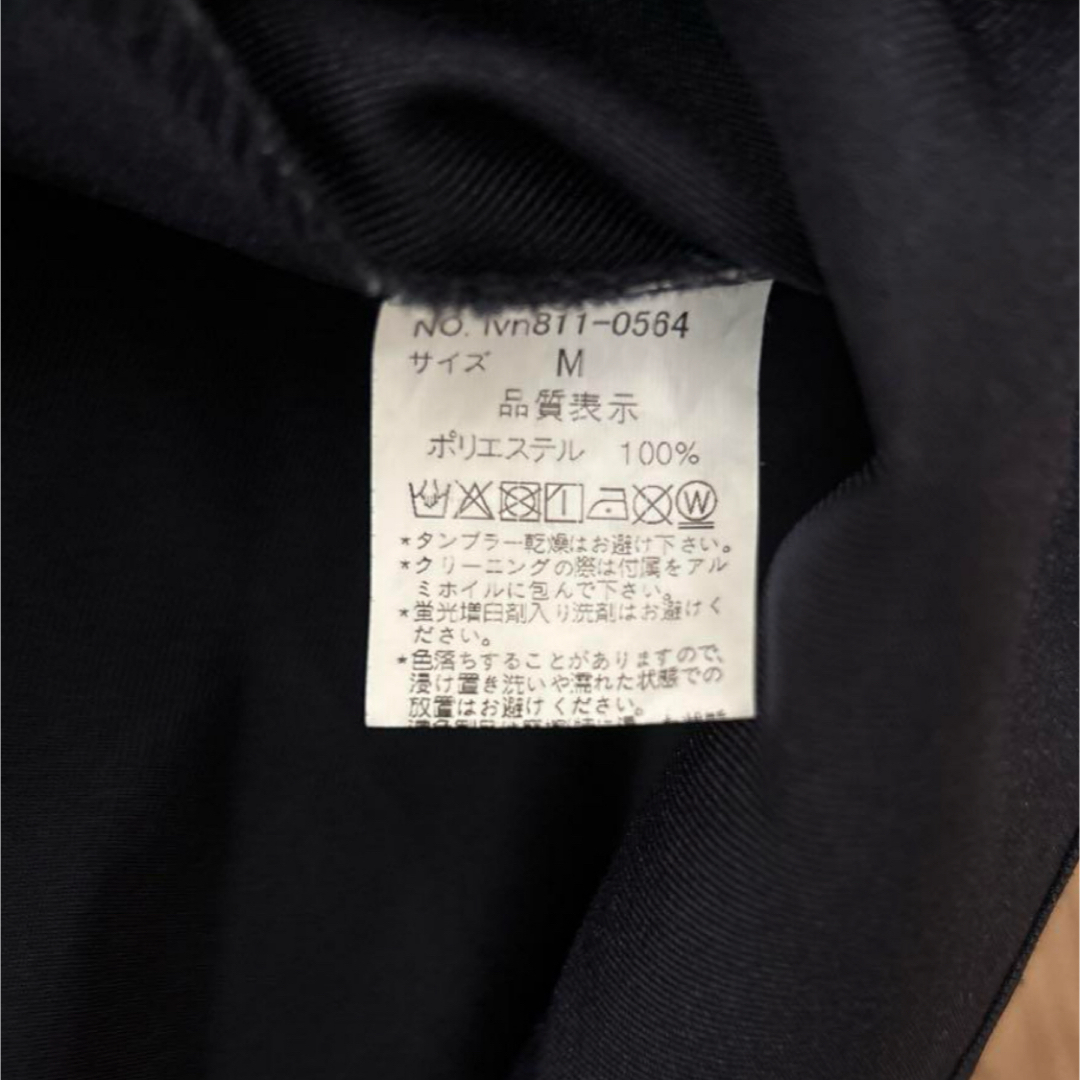 NO. lvn811-0564
サイズ M
品質表示
ポリエステル 100%
W
*タンブラー乾燥はお避け下さい。
*クリーニングの際は付属をアル
ミホイルに包んで下さい。
*蛍光増白剤入り洗剤はお避けく
ださい。
*色落ちすることがありますので、
浸け置き洗いや濡れた状態での
放置はお避けください。